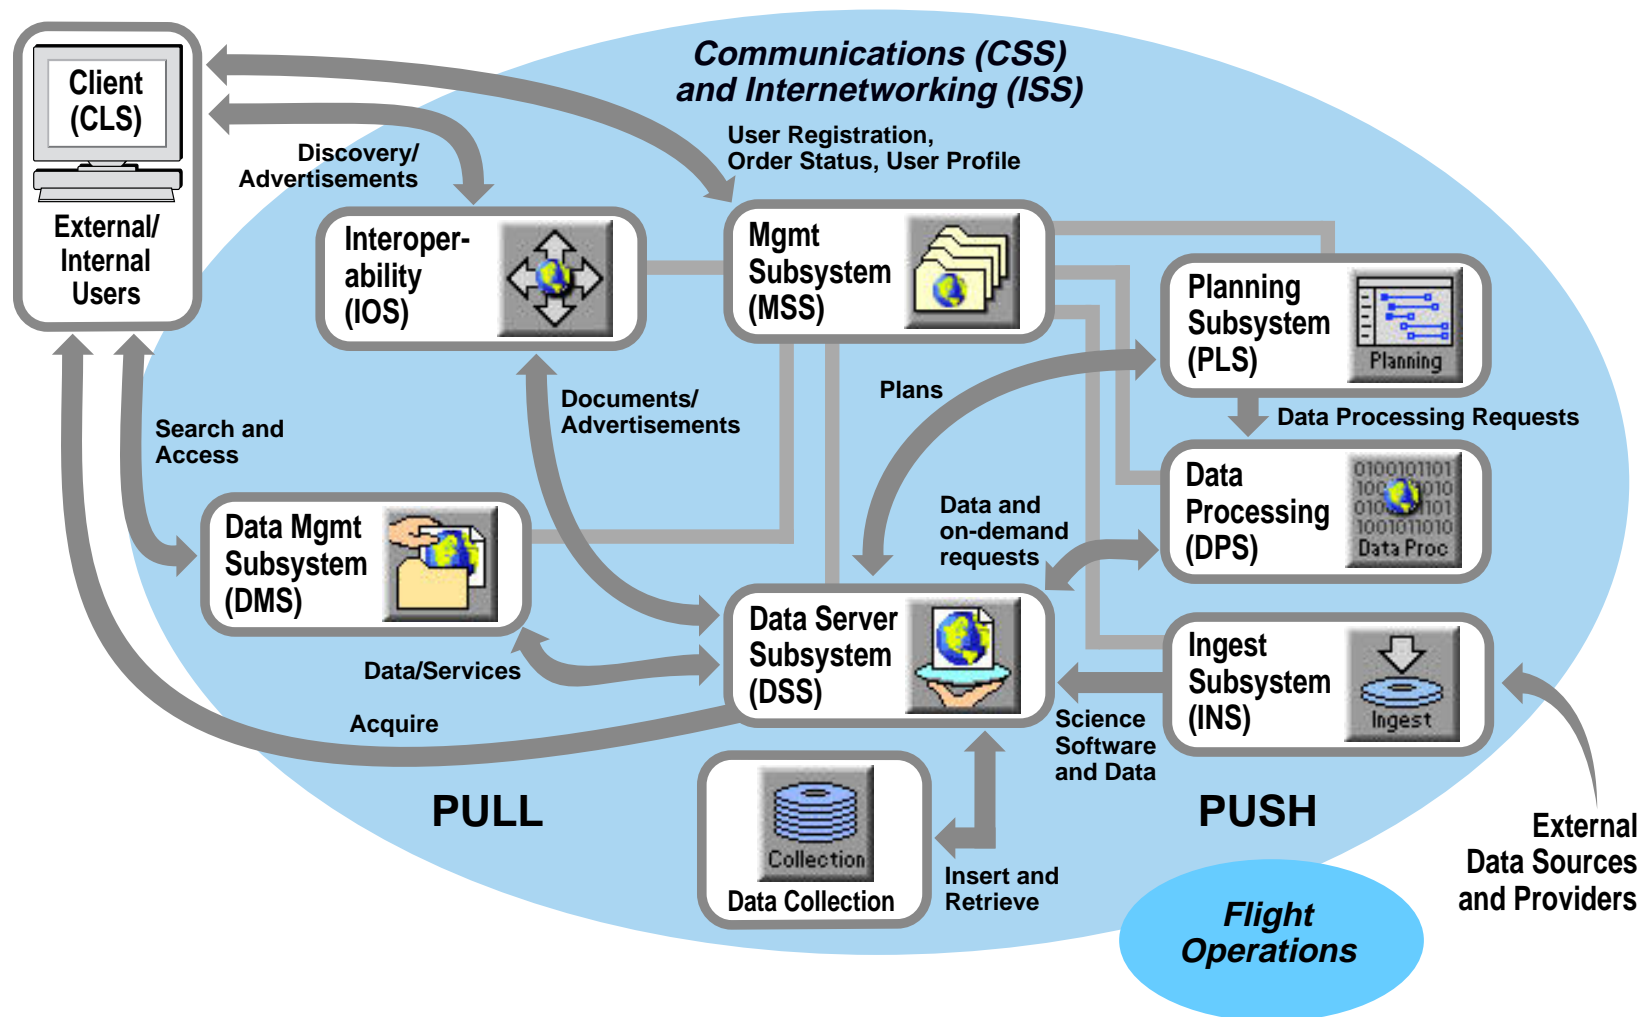 Communications (CSS)
and Internetworking (ISS)
Client
(CLS)
External/
Internal
Users
User Registration,
Order Status, User Profile
Discovery/
Advertisements
Interoper-
ability
(IOS)
Mgmt
Subsystem
(MSS)
Planning
Subsystem
(PLS)
Planning
Plans
Documents/
Advertisements
Data Processing Requests
Search and
Access
Data
Processing
(DPS)
0100101101
1001011010
Data Proc
Data and
on-demand
requests
Data Mgmt
Subsystem
(DMS)
Data Server
Subsystem
(DSS)
Ingest
Subsystem
(INS)
Ingest
Data/Services
Acquire
Science
Software
and Data
PULL
PUSH
Collection
Data Collection
Insert and
Retrieve
External
Data Sources
and Providers
Flight
Operations